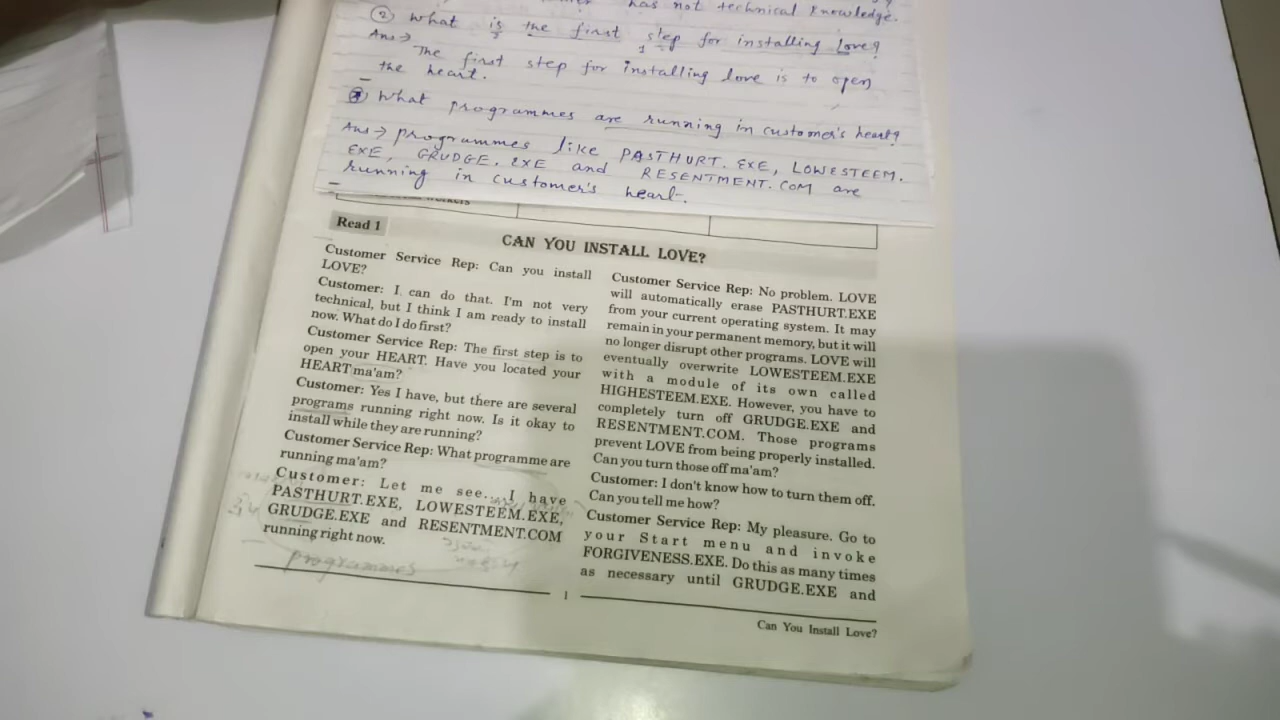 has not technical knowledge.
② What is the first step for installing Love?
Ans →
The first step for installing love is to open
the heart.
What programmes are running in customer's heart?
Ans → programmes like PASTHURT. EXE, LOWESTEEM.
EXE, GRUDGE. EXE and RESENTMENT. COM are
running in customer's heart.
workers
Read 1
CAN YOU INSTALL LOVE?
Customer Service Rep: Can you install
LOVE?
Customer: I can do that. I'm not very
technical, but I think I am ready to install
now. What do I do first?
Customer Service Rep: The first step is to
open your HEART. Have you located your
HEART ma'am?
Customer: Yes I have, but there are several
programs running right now. Is it okay to
install while they are running?
Customer Service Rep: What programme are
running ma'am?
Customer: Let me see....I have
PASTHURT.EXE, LOWESTEEM.EXE,
GRUDGE.EXE and RESENTMENT.COM
running right now.
programmes
Customer Service Rep: No problem. LOVE
will automatically erase PASTHURT.EXE
from your current operating system. It may
remain in your permanent memory, but it will
no longer disrupt other programs. LOVE will
eventually overwrite LOWESTEEM.EXE
with a module of its own called
HIGHESTEEM.EXE. However, you have to
completely turn off GRUDGE.EXE and
RESENTMENT.COM. Those programs
prevent LOVE from being properly installed.
Can you turn those off ma'am?
Customer: I don't know how to turn them off.
Can you tell me how?
Customer Service Rep: My pleasure. Go to
your Start menu and invoke
FORGIVENESS.EXE. Do this as many times
as necessary until GRUDGE.EXE and
1
Can You Install Love?